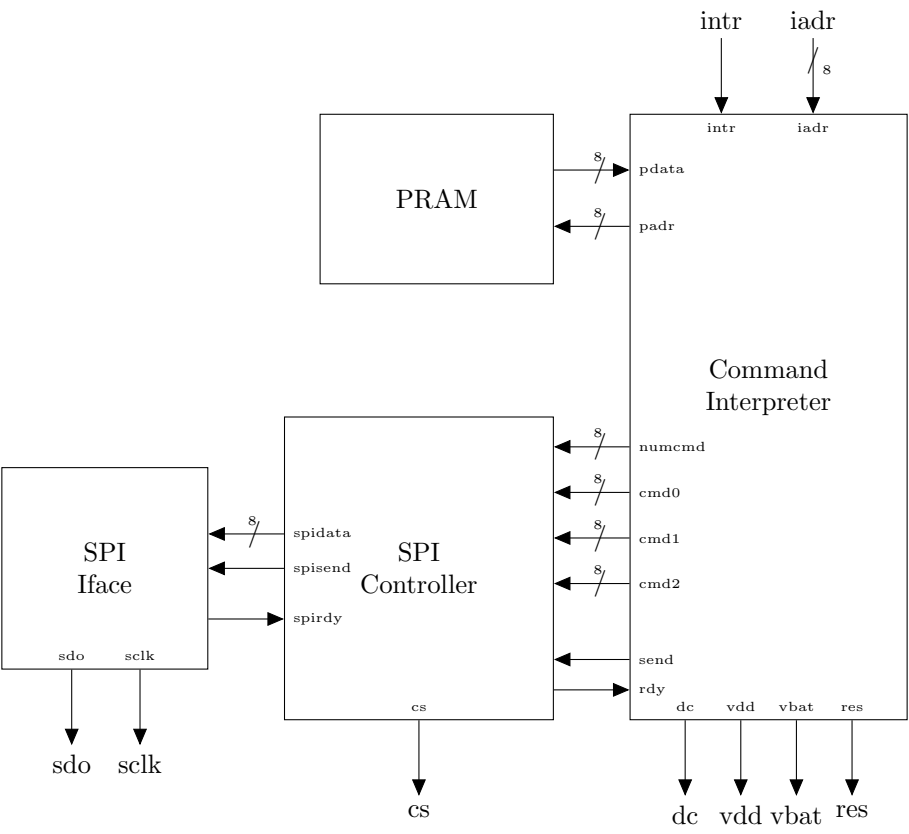 intr iadr
8
intr iadr
8
pdata
PRAM
8
padr
Command
Interpreter
8
numcmd
8
cmd0
8
spidata
8
cmd1
SPI
Iface
spisend
SPI
Controller
8
cmd2
spirdy
sdo sclk
send
rdy
cs
dc vdd vbat res
sdo sclk
cs
dc vdd vbat res